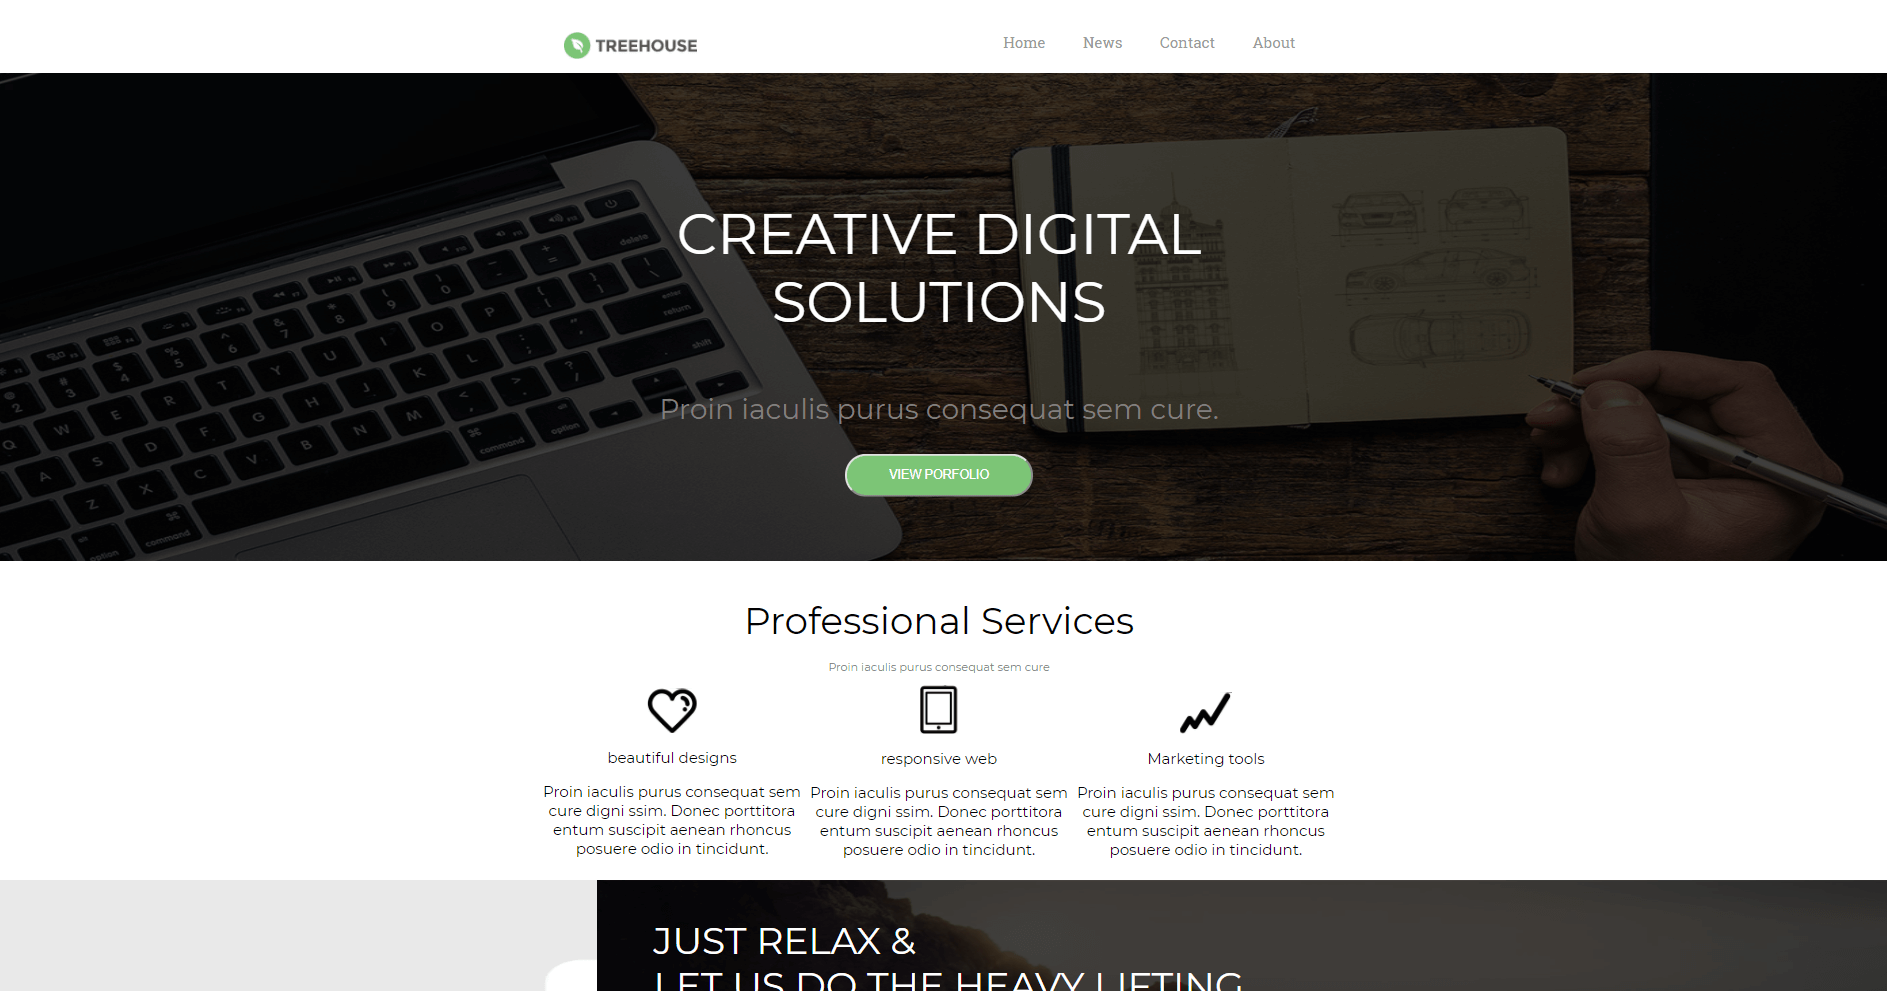 TREEHOUSE
Home News Contact About
CREATIVE DIGITAL
SOLUTIONS
Proin iaculis purus consequat sem cure.
VIEW PORFOLIO
Professional Services
Proin iaculis purus consequat sem cure
beautiful designs
Proin iaculis purus consequat sem
cure digni ssim. Donec porttitora
entum suscipit aenean rhoncus
posuere odio in tincidunt.
responsive web
Proin iaculis purus consequat sem
cure digni ssim. Donec porttitora
entum suscipit aenean rhoncus
posuere odio in tincidunt.
Marketing tools
Proin iaculis purus consequat sem
cure digni ssim. Donec porttitora
entum suscipit aenean rhoncus
posuere odio in tincidunt.
JUST RELAX &
LET US DO THE HEAVY LIFTING